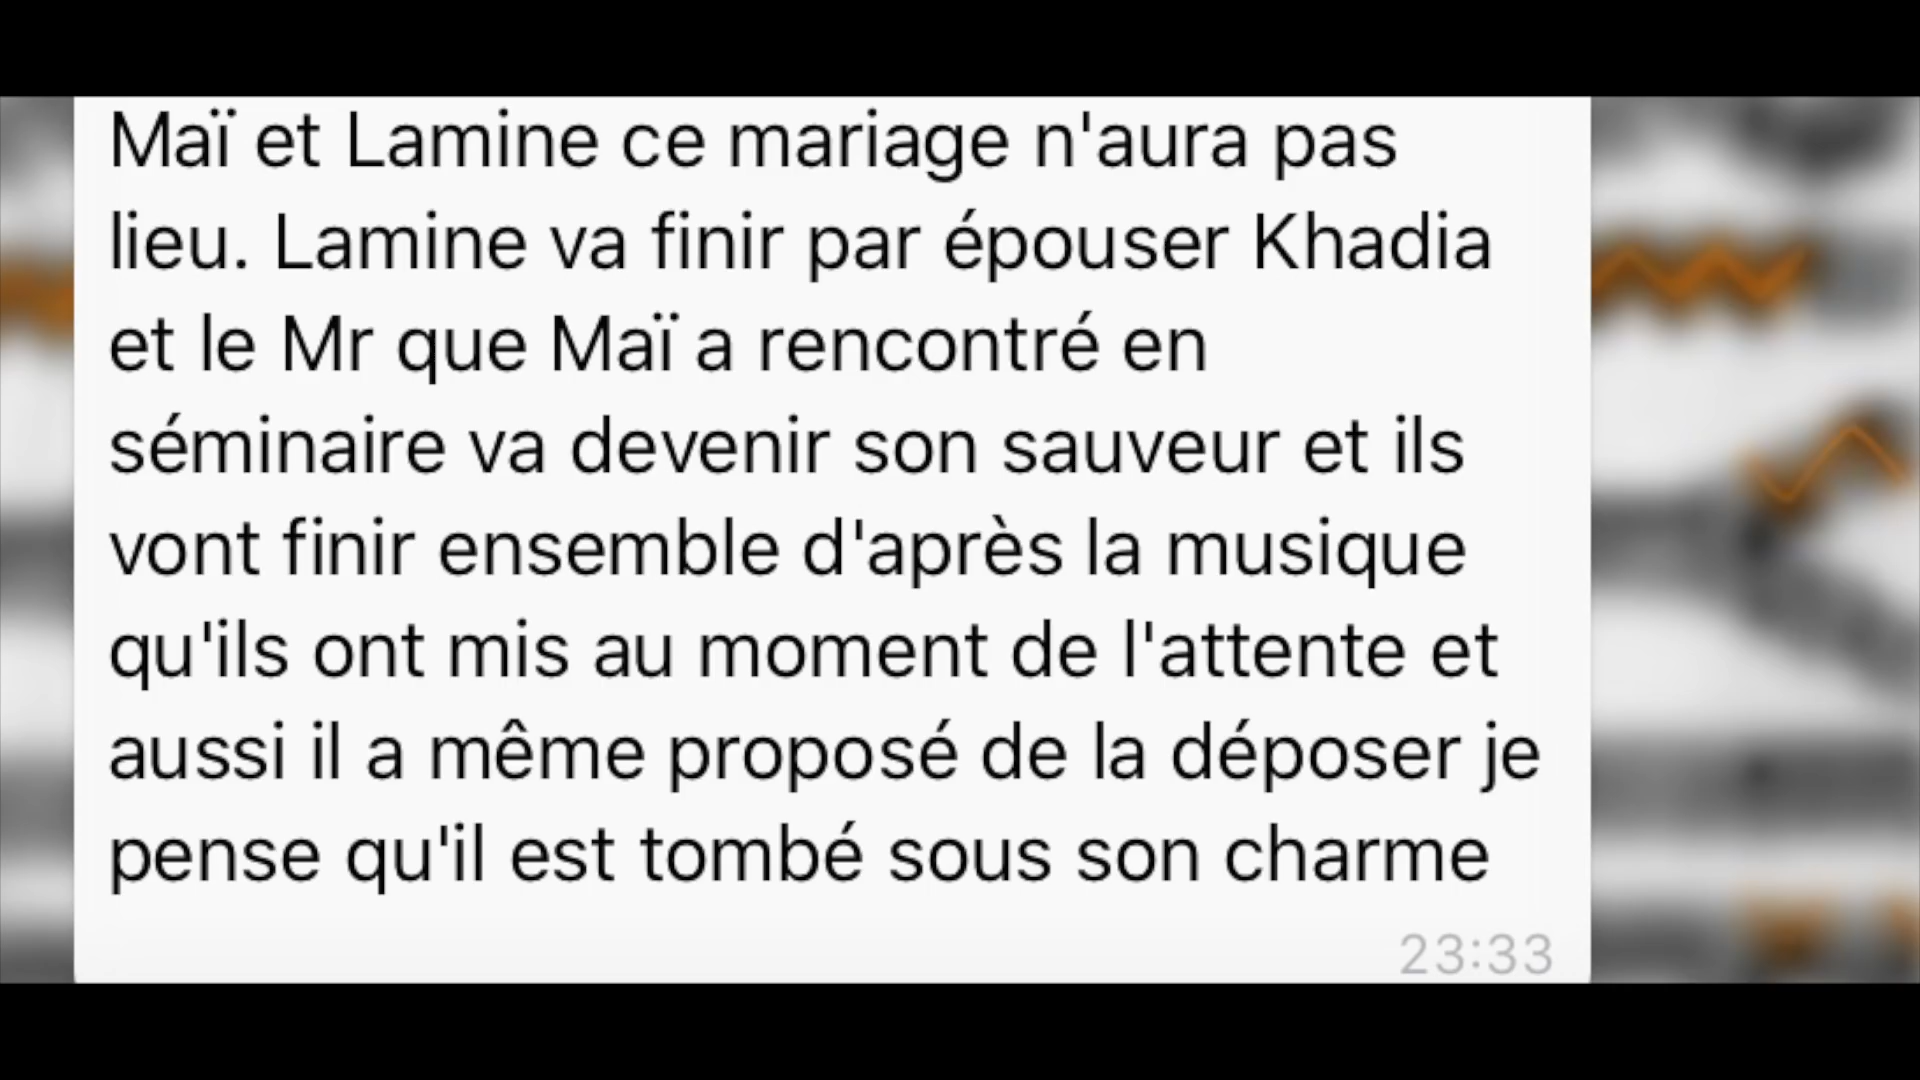 Maï et Lamine ce mariage n'aura pas
lieu. Lamine va finir par épouser Khadia
et le Mr que Maï a rencontré en
séminaire va devenir son sauveur et ils
vont finir ensemble d'après la musique
qu'ils ont mis au moment de l'attente et
aussi il a même proposé de la déposer je
pense qu'il est tombé sous son charme
23:33